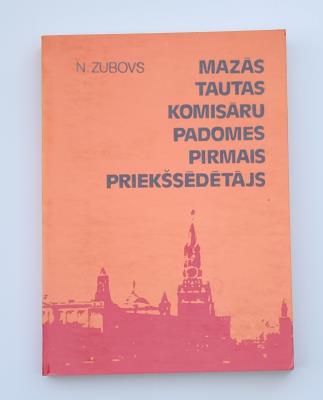 N. ZUBOVS
MAZĀS
TAUTAS
KOMISĀRU
PADOMES
PIRMAIS
PRIEKŠSĒDĒTĀJS